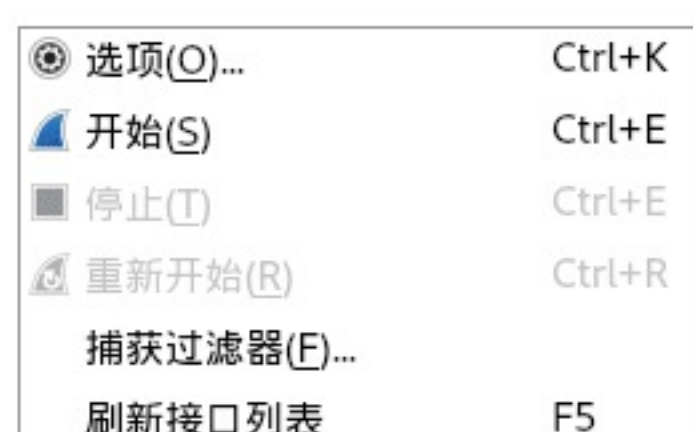 选项(O)... Ctrl+K
开始(S) Ctrl+E
停止(T) Ctrl+E
重新开始(R) Ctrl+R
捕获过滤器(F)...
刷新接口列表 F5